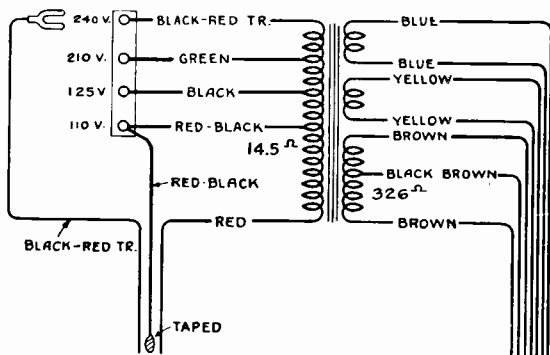 240 V.
BLACK-RED TR.
BLUE
210 V.
GREEN
BLUE
YELLOW
125 V.
BLACK
YELLOW
110 V.
RED-BLACK
BROWN
14.5 Ω
RED-BLACK
BLACK BROWN
326 Ω
RED
BROWN
BLACK-RED TR.
TAPED